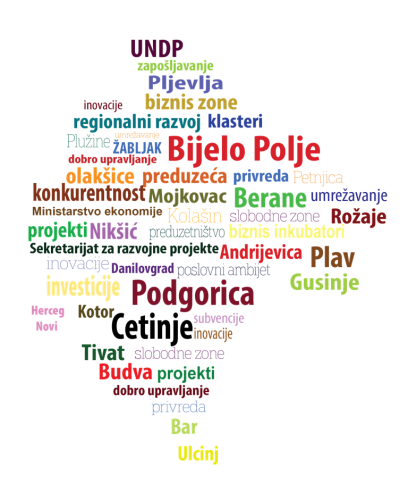 UNDP
zapošljavanje
Pljevlja
inovacije biznis zone
regionalni razvoj klasteri
Plužine umrežavanje ŽABLJAK Bijelo Polje
dobro upravljanje
olakšice preduzeća privreda Petnjica
konkurentnost Mojkovac Berane umrežavanje
Ministarstvo ekonomije Kolašin slobodne zone Rožaje
projekti Nikšić preduzetništvo biznis inkubatori
Sekretarijat za razvojne projekte Andrijevica Plav
inovacije Danilovgrad poslovni ambijet
investicije Podgorica Gusinje
Herceg Novi Kotor Cetinje subvencije
inovacije
Tivat slobodne zone
Budva projekti
dobro upravljanje
privreda
Bar
Ulcinj